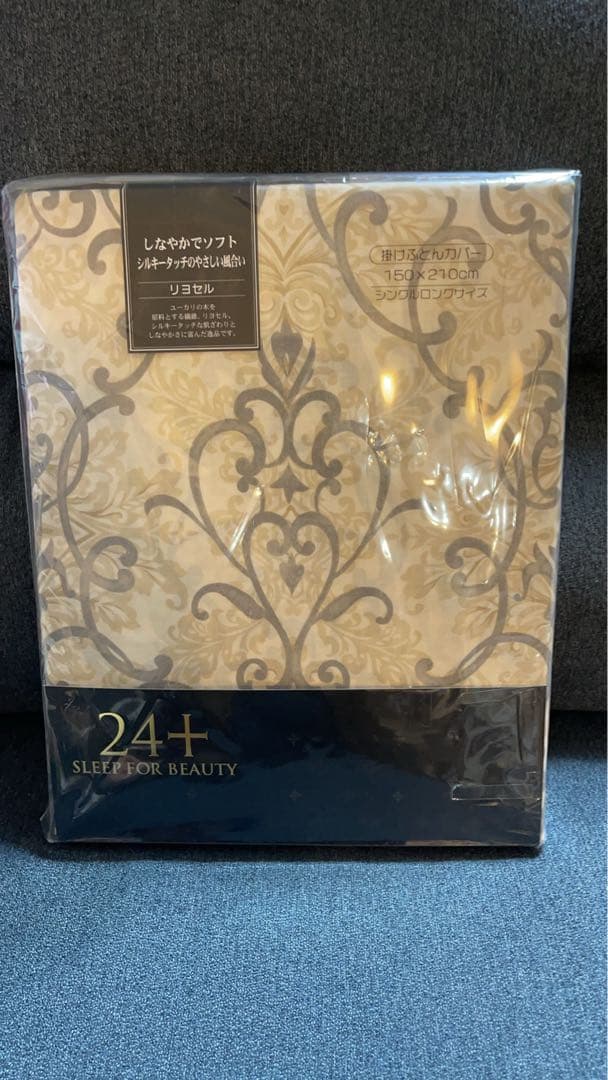 しなやかでソフト
シルキータッチのやさしい風合い
リヨセル
ユーカリの木を
原料とする繊維、リヨセル。
シルキータッチな肌ざわりと
しなやかさに富んだ逸品です。
掛けふとんカバー
150×210cm
シングルロングサイズ
24+
SLEEP FOR BEAUTY